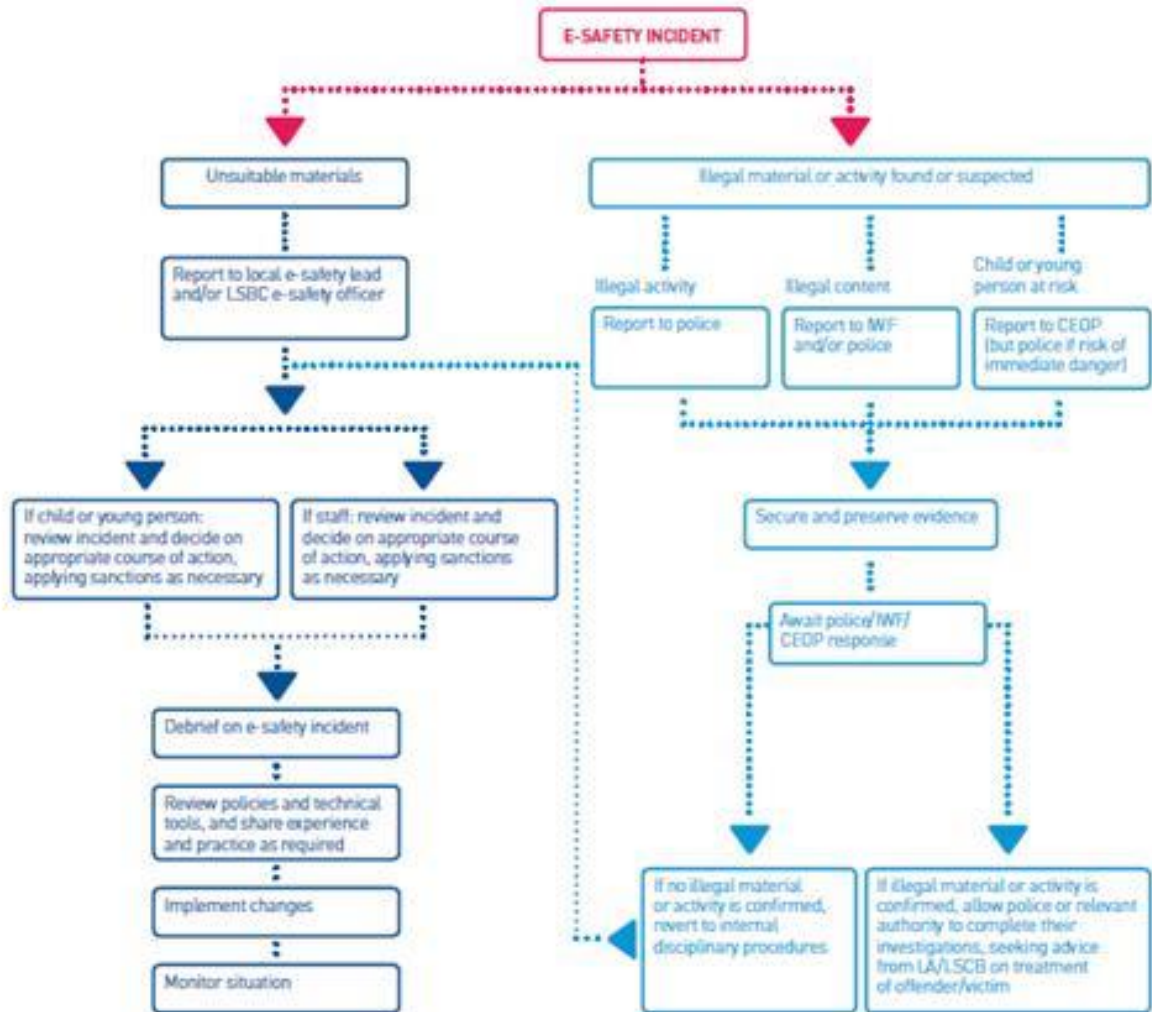 E-SAFETY INCIDENT
Unsuitable materials
Illegal material or activity found or suspected
Report to local e-safety lead
and/or LSBC e-safety officer
Illegal activity
Report to police
Illegal content
Report to IWF
and/or police
Child or young
person at risk
Report to CEOP
(but police if risk of
immediate danger)
If child or young person:
review incident and decide on
appropriate course of action,
applying sanctions as necessary
If staff: review incident and
decide on appropriate course
of action, applying sanctions
as necessary
Secure and preserve evidence
Await police/IWF/
CEOP response
Debrief on e-safety incident
Review policies and technical
tools, and share experience
and practice as required
Implement changes
Monitor situation
If no illegal material
or activity is confirmed,
revert to internal
disciplinary procedures
If illegal material or activity is
confirmed, allow police or relevant
authority to complete their
investigations, seeking advice
from LA/LSCB on treatment
of offender/victim